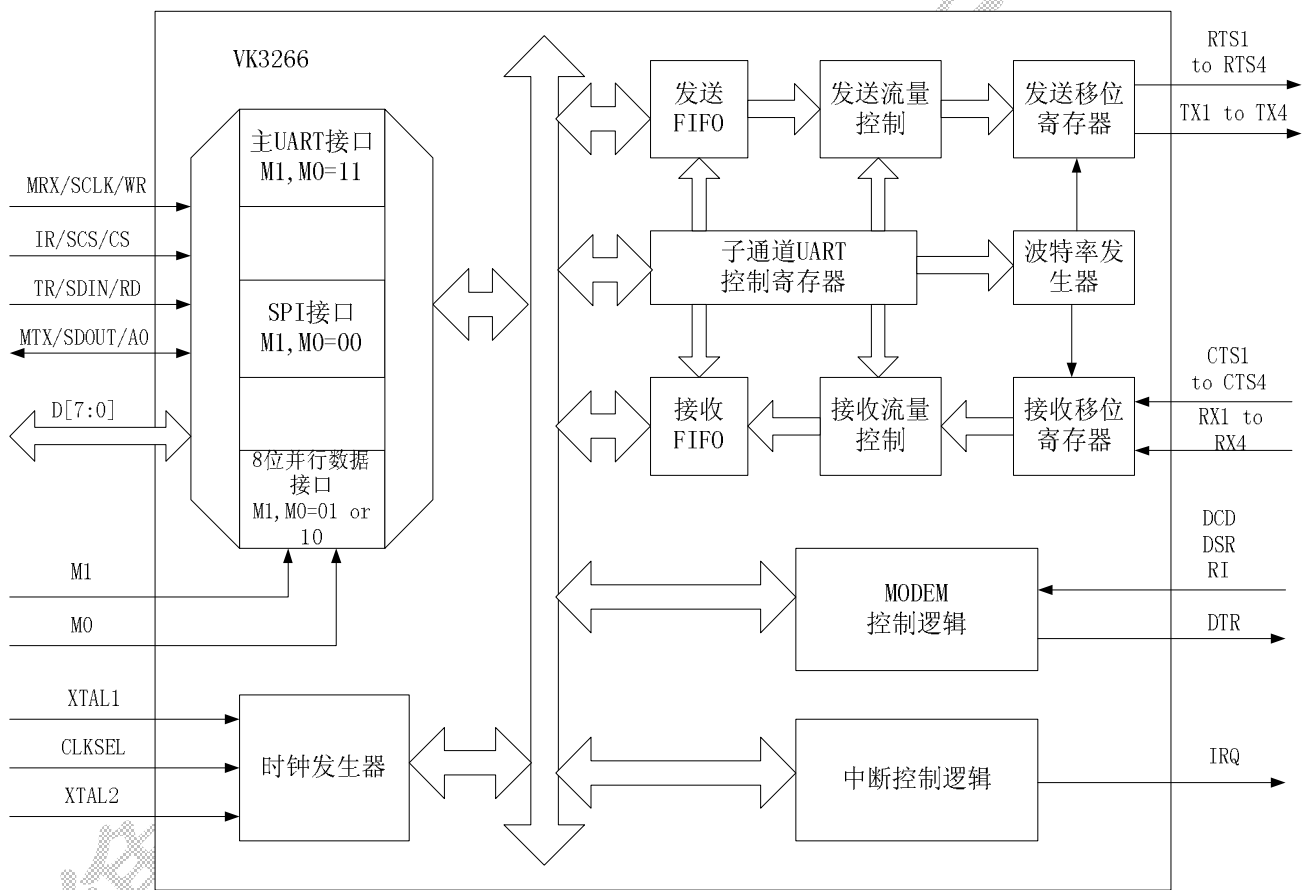 VK3266
主UART接口
M1,M0=11
SPI接口
M1,M0=00
8位并行数据
接口
M1,M0=01 or
10
MRX/SCLK/WR
IR/SCS/CS
TR/SDIN/RD
MTX/SDOUT/A0
D[7:0]
M1
M0
XTAL1
CLKSEL
XTAL2
时钟发生器
发送
FIFO
发送流量
控制
发送移位
寄存器
RTS1
to RTS4
TX1 to TX4
子通道UART
控制寄存器
波特率发
生器
接收
FIFO
接收流量
控制
接收移位
寄存器
CTS1
to CTS4
RX1 to
RX4
MODEM
控制逻辑
DCD
DSR
RI
DTR
中断控制逻辑
IRQ